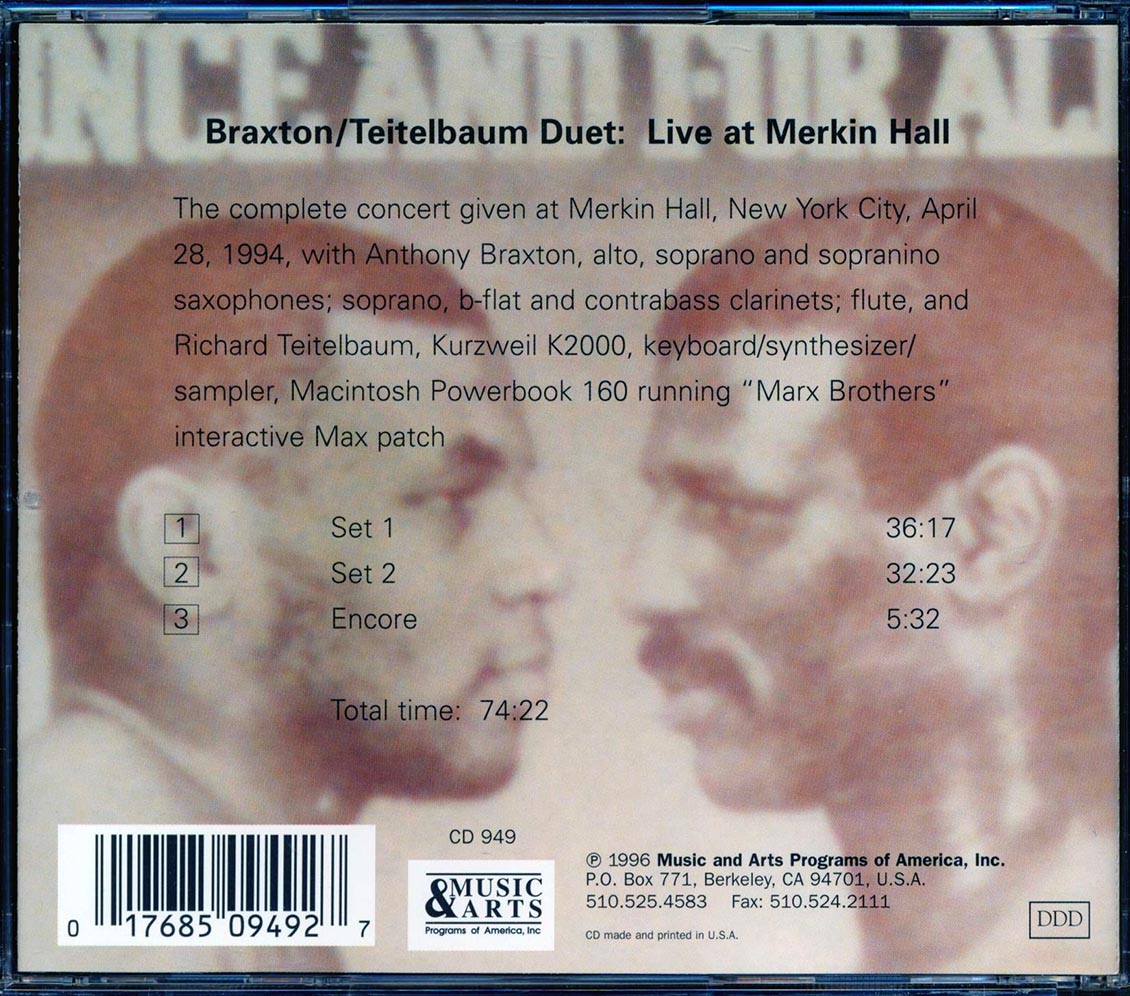 NCE AND FOR AL
Braxton/Teitelbaum Duet: Live at Merkin Hall
The complete concert given at Merkin Hall, New York City, April
28, 1994, with Anthony Braxton, alto, soprano and sopranino
saxophones; soprano, b-flat and contrabass clarinets; flute, and
Richard Teitelbaum, Kurzweil K2000, keyboard/synthesizer/
sampler, Macintosh Powerbook 160 running “Marx Brothers”
interactive Max patch
1 Set 1 36:17
2 Set 2 32:23
3 Encore 5:32
Total time: 74:22
0 17685 09492 7
CD 949
MUSIC
& ARTS
Programs of America, Inc
℗ 1996 Music and Arts Programs of America, Inc.
P.O. Box 771, Berkeley, CA 94701, U.S.A.
510.525.4583 Fax: 510.524.2111
CD made and printed in U.S.A.
DDD